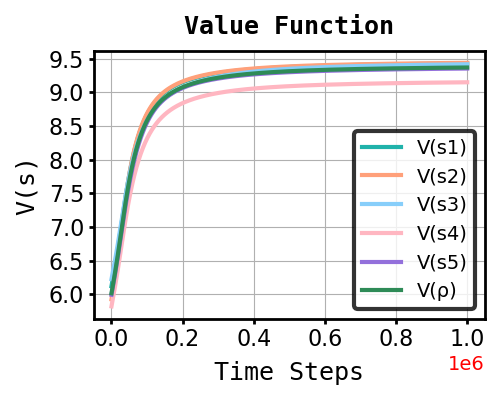 Value Function
V(s)
9.5
9.0
8.5
8.0
7.5
7.0
6.5
6.0
V(s1)
V(s2)
V(s3)
V(s4)
V(s5)
V(ρ)
0.0 0.2 0.4 0.6 0.8 1.0
1e6
Time Steps